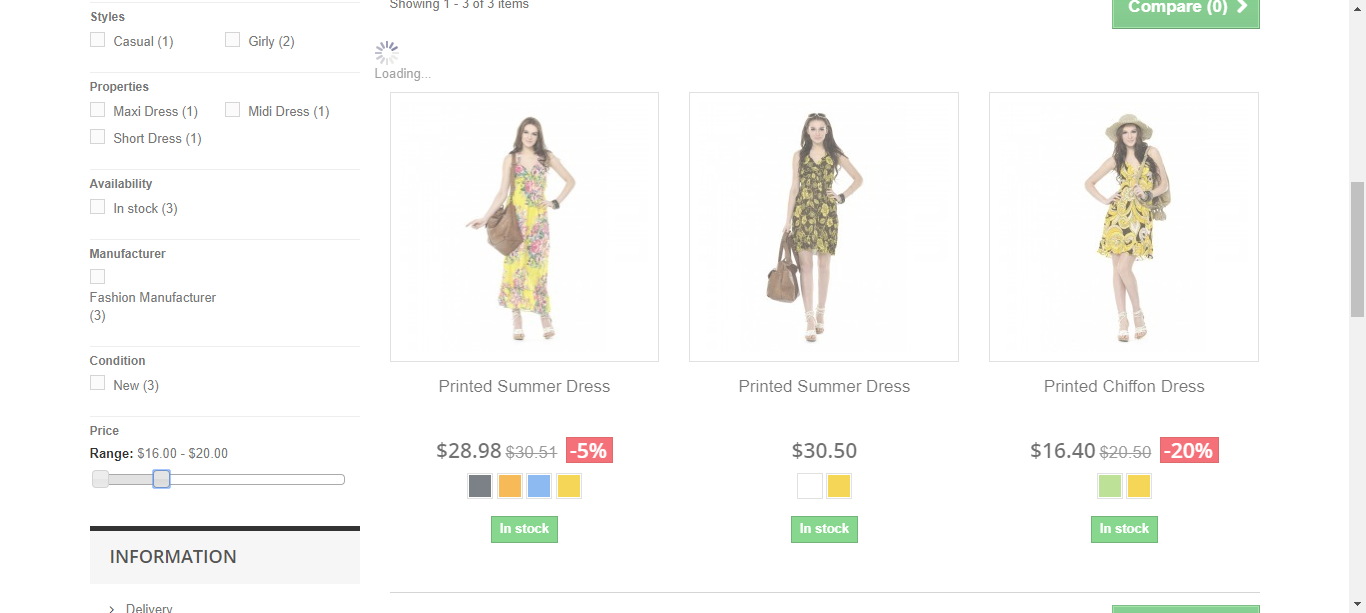 Showing 1 - 3 of 3 items
Compare (0)
Styles
Casual (1)
Girly (2)
Properties
Maxi Dress (1)
Midi Dress (1)
Short Dress (1)
Availability
In stock (3)
Manufacturer
Fashion Manufacturer
(3)
Condition
New (3)
Price
Range: $16.00 - $20.00
INFORMATION
Delivery
Loading...
Printed Summer Dress
$28.98 $30.51 -5%
In stock
Printed Summer Dress
$30.50
In stock
Printed Chiffon Dress
$16.40 $20.50 -20%
In stock